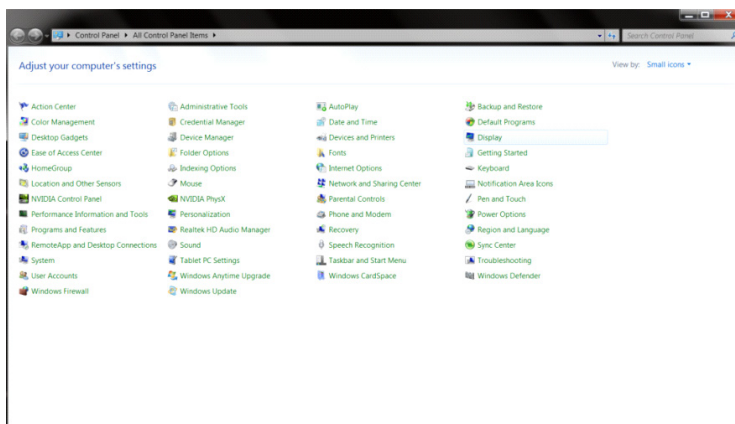 Control Panel ▸ All Control Panel Items ▸
Search Control Panel
Adjust your computer's settings
View by: Small icons
Action Center Administrative Tools AutoPlay Backup and Restore
Color Management Credential Manager Date and Time Default Programs
Desktop Gadgets Device Manager Devices and Printers Display
Ease of Access Center Folder Options Fonts Getting Started
HomeGroup Indexing Options Internet Options Keyboard
Location and Other Sensors Mouse Network and Sharing Center Notification Area Icons
NVIDIA Control Panel NVIDIA PhysX Parental Controls Pen and Touch
Performance Information and Tools Personalization Phone and Modem Power Options
Programs and Features Realtek HD Audio Manager Recovery Region and Language
RemoteApp and Desktop Connections Sound Speech Recognition Sync Center
System Tablet PC Settings Taskbar and Start Menu Troubleshooting
User Accounts Windows Anytime Upgrade Windows CardSpace Windows Defender
Windows Firewall Windows Update